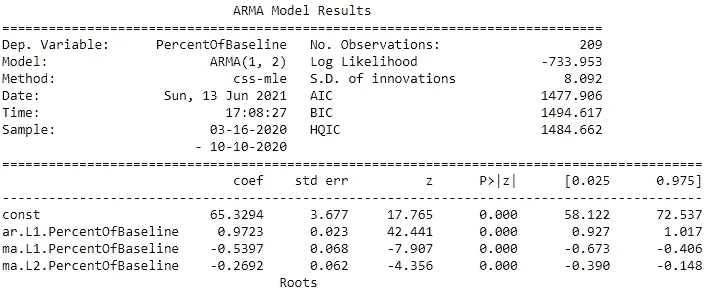 ARMA Model Results
==============================================================================
Dep. Variable: PercentOfBaseline No. Observations: 209
Model: ARMA(1, 2) Log Likelihood -733.953
Method: css-mle S.D. of innovations 8.092
Date: Sun, 13 Jun 2021 AIC 1477.906
Time: 17:08:27 BIC 1494.617
Sample: 03-16-2020 HQIC 1484.662
- 10-10-2020
===========================================================================================
coef std err z P>|z| [0.025 0.975]
-------------------------------------------------------------------------------------------
const 65.3294 3.677 17.765 0.000 58.122 72.537
ar.L1.PercentOfBaseline 0.9723 0.023 42.441 0.000 0.927 1.017
ma.L1.PercentOfBaseline -0.5397 0.068 -7.907 0.000 -0.673 -0.406
ma.L2.PercentOfBaseline -0.2692 0.062 -4.356 0.000 -0.390 -0.148
Roots